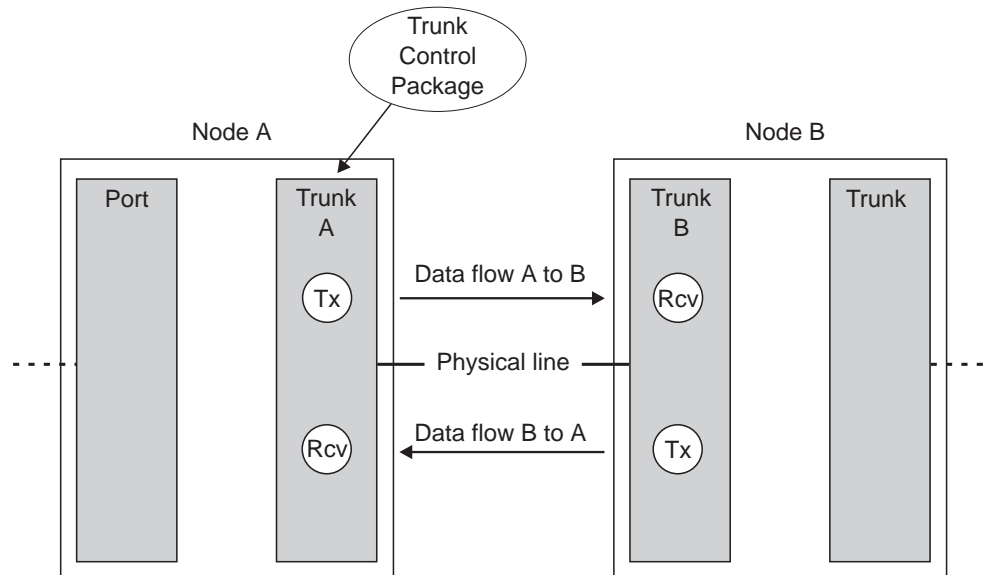 Trunk
Control
Package
Node A
Node B
Port
Trunk
A
Trunk
B
Trunk
Data flow A to B
Tx
Rcv
Physical line
Data flow B to A
Rcv
Tx